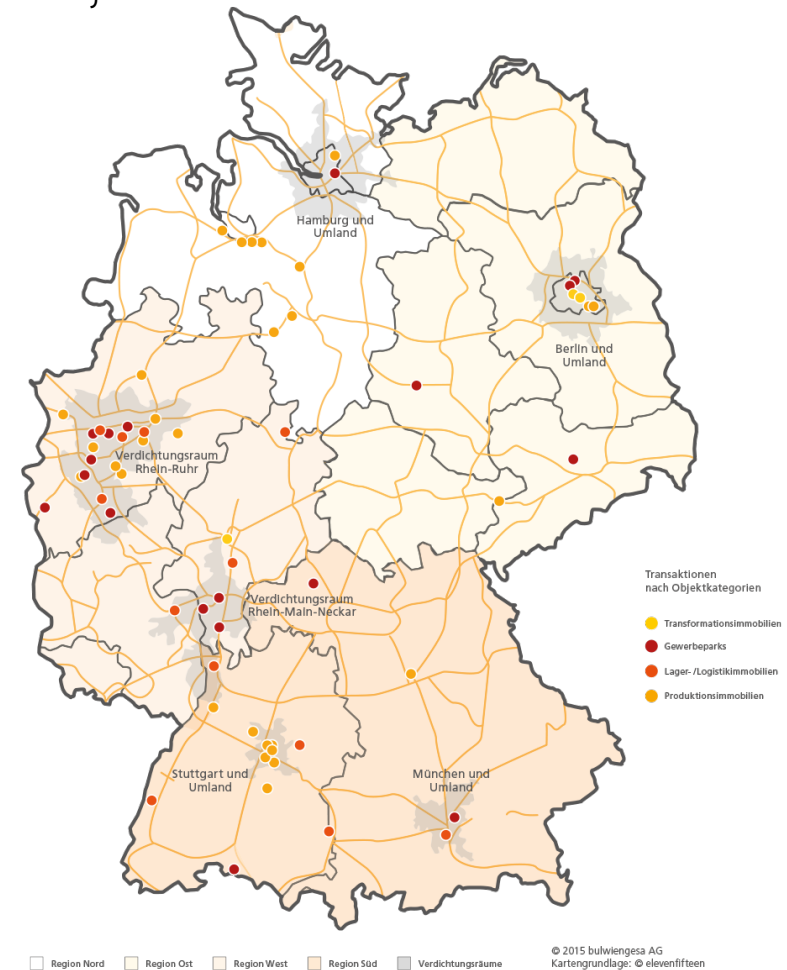 Hamburg und
Umland
Berlin und
Umland
Verdichtungsraum
Rhein-Ruhr
Verdichtungsraum
Rhein-Main-Neckar
Stuttgart und
Umland
München und
Umland
Transaktionen
nach Objektkategorien
Transformationsimmobilien
Gewerbeparks
Lager- /Logistikimmobilien
Produktionsimmobilien
Region Nord
Region Ost
Region West
Region Süd
Verdichtungsräume
© 2015 bulwiengesa AG
Kartengrundlage: © elevenfifteen